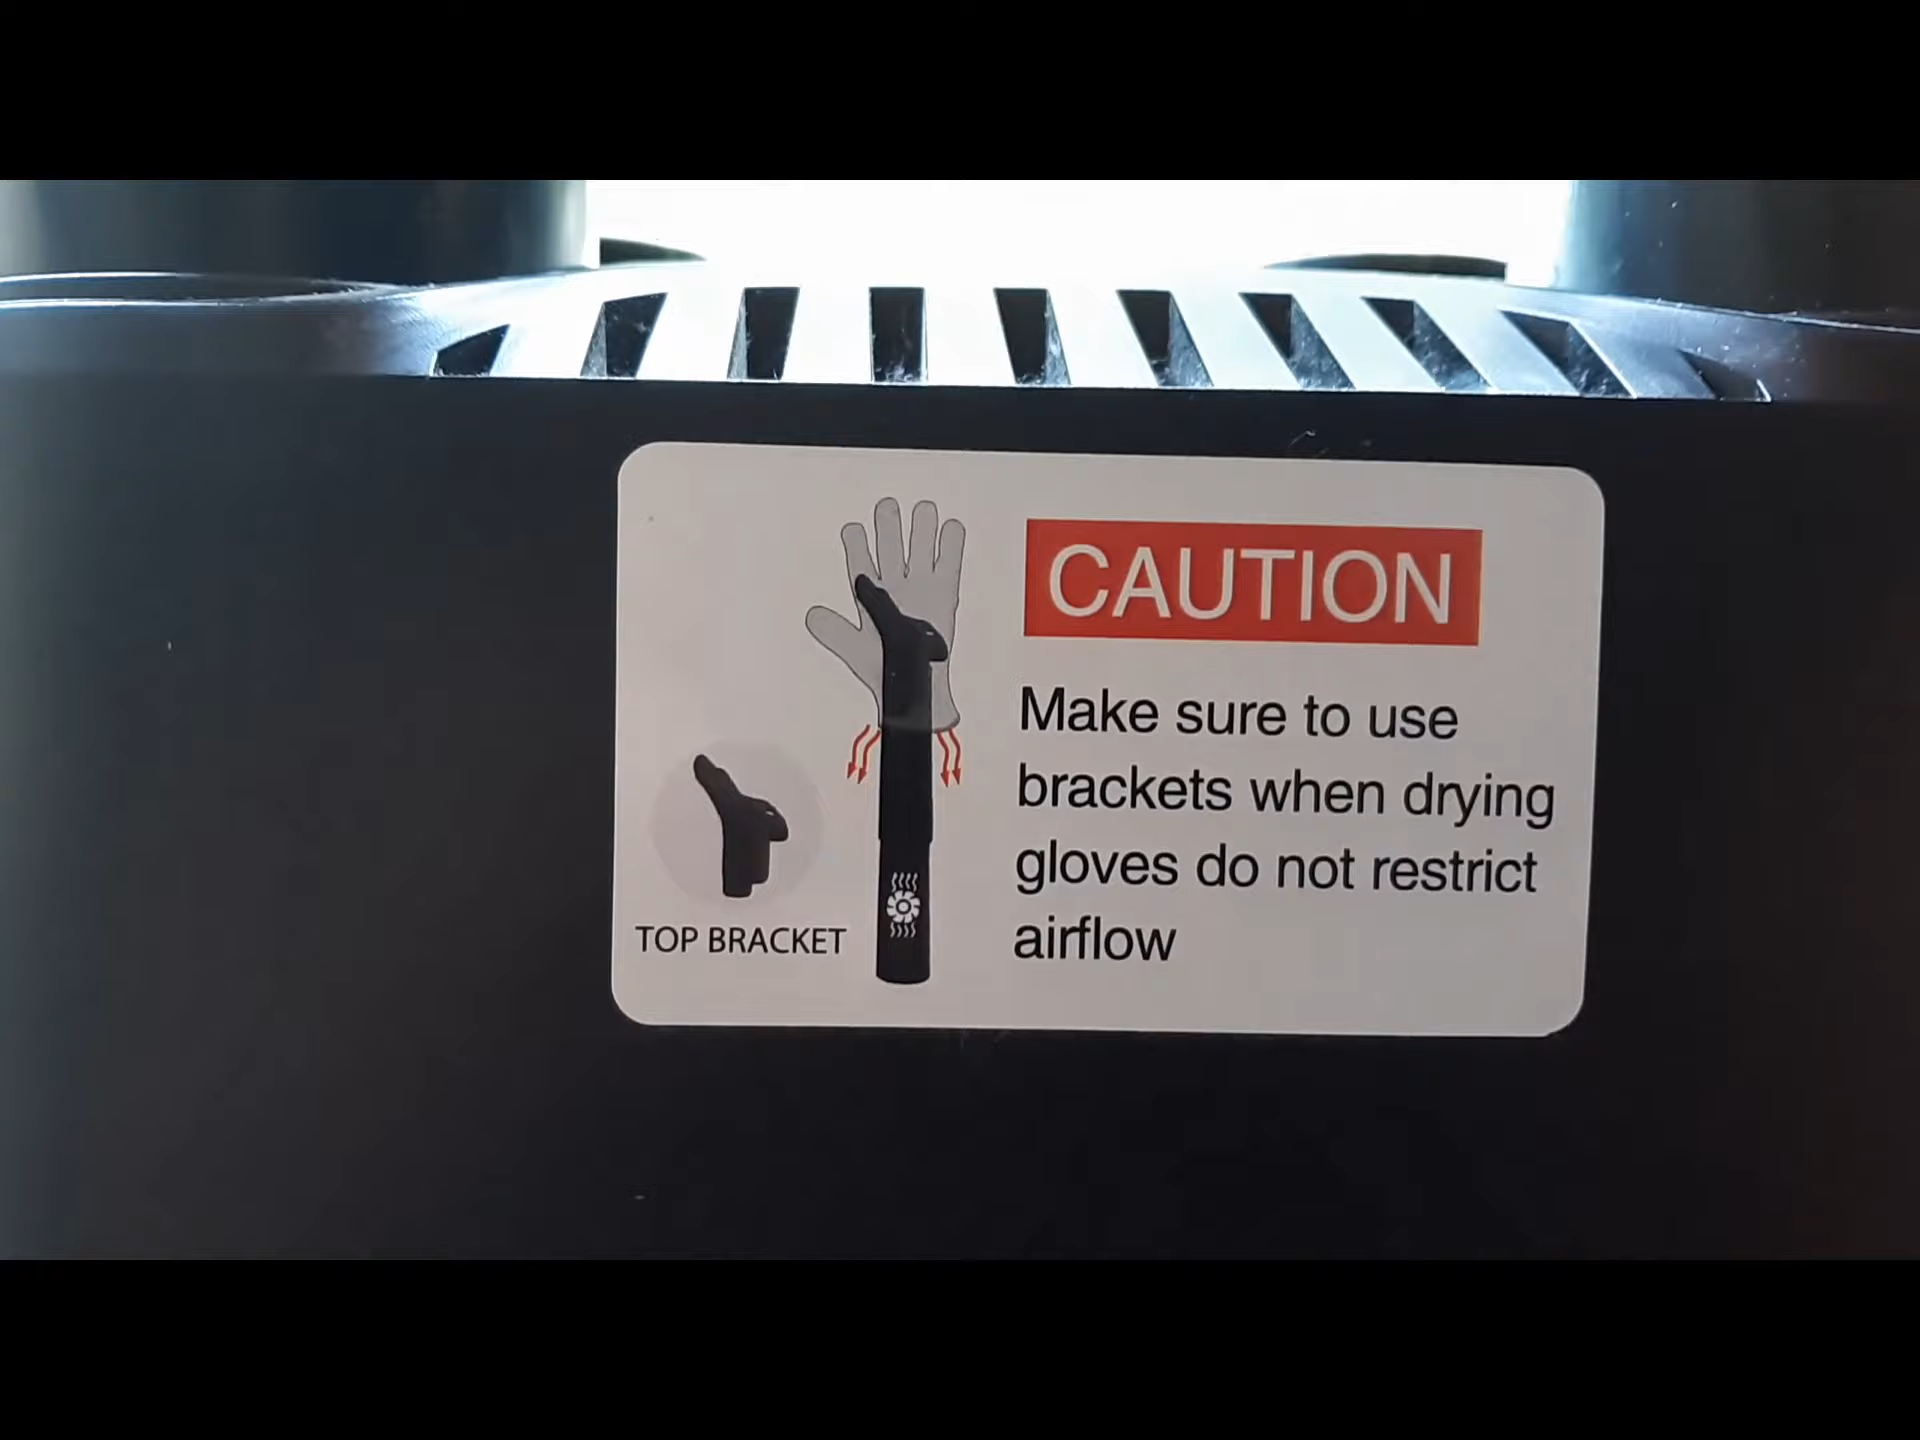 CAUTION
Make sure to use
brackets when drying
gloves do not restrict
airflow
TOP BRACKET